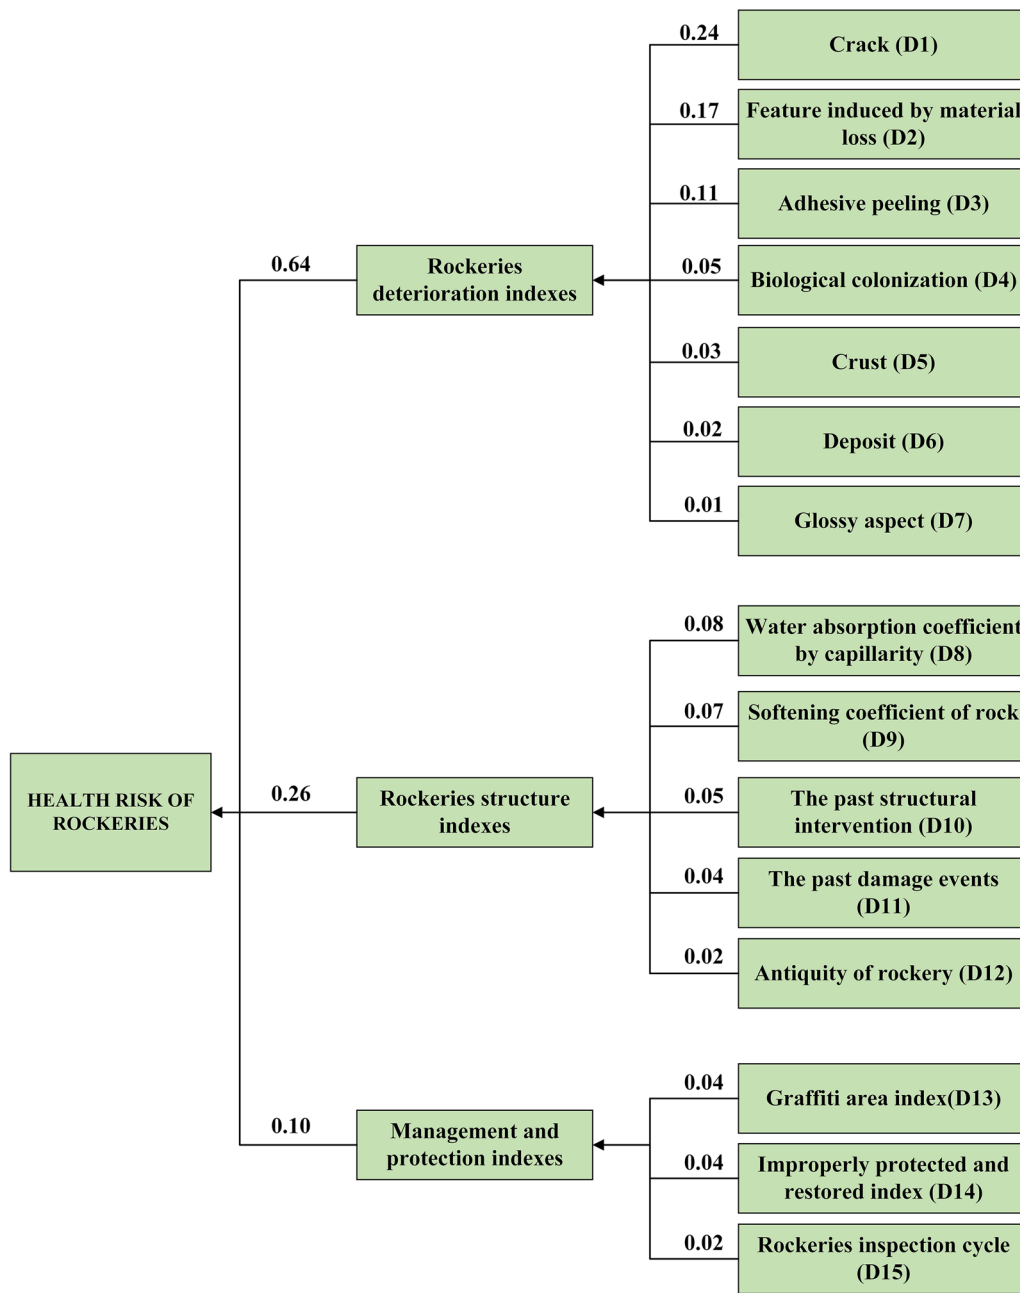 0.24
Crack (D1)
0.17
Feature induced by material
loss (D2)
0.11
Adhesive peeling (D3)
0.64
Rockeries
deterioration indexes
0.05
Biological colonization (D4)
0.03
Crust (D5)
0.02
Deposit (D6)
0.01
Glossy aspect (D7)
0.08
Water absorption coefficient
by capillarity (D8)
0.07
Softening coefficient of rock
(D9)
HEALTH RISK OF
ROCKERIES
0.26
Rockeries structure
indexes
0.05
The past structural
intervention (D10)
0.04
The past damage events
(D11)
0.02
Antiquity of rockery (D12)
0.10
Management and
protection indexes
0.04
Graffiti area index(D13)
0.04
Improperly protected and
restored index (D14)
0.02
Rockeries inspection cycle
(D15)